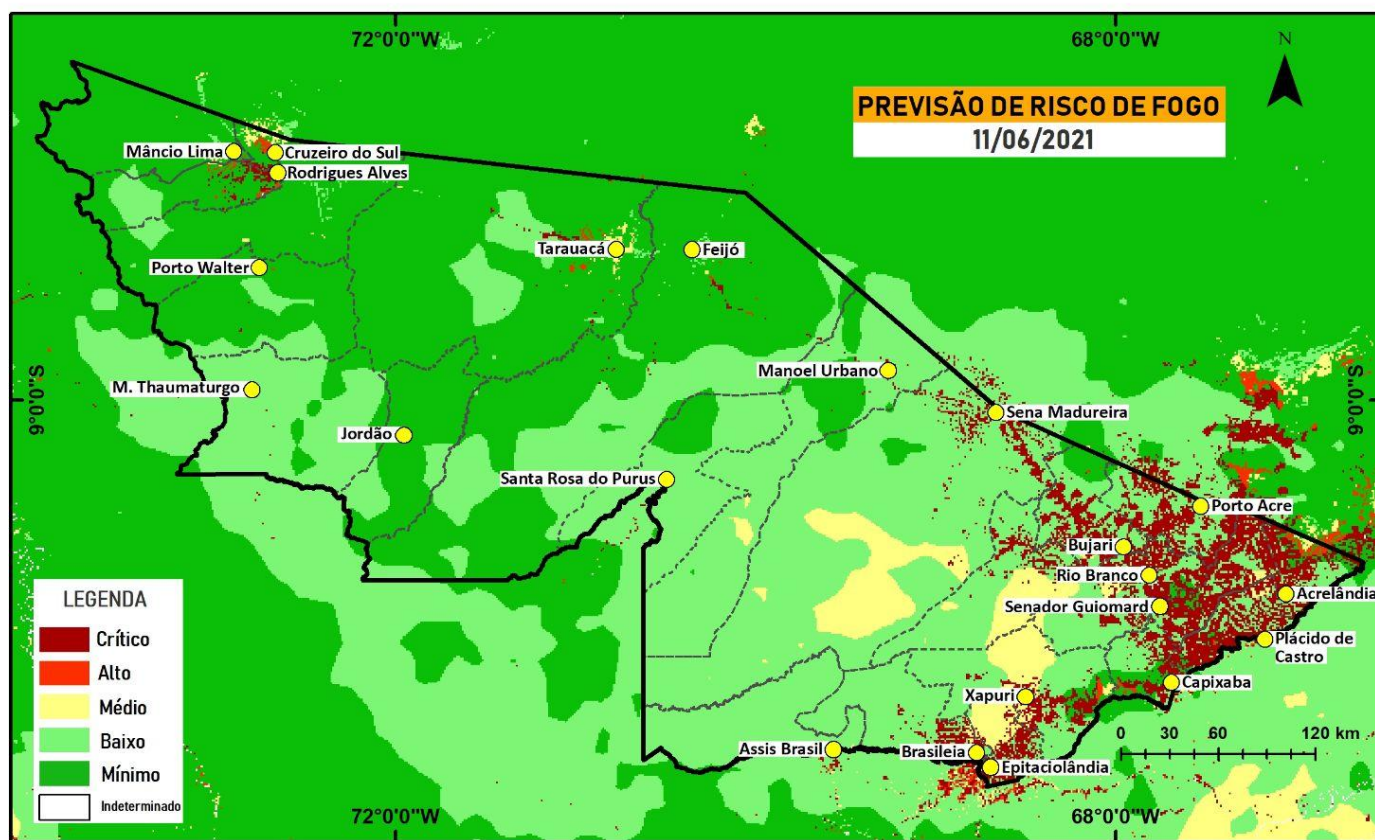 72°0'0"W
68°0'0"W
N
PREVISÃO DE RISCO DE FOGO
11/06/2021
Mâncio Lima
Cruzeiro do Sul
Rodrigues Alves
Tarauacá
Feijó
Porto Walter
Manoel Urbano
M. Thaumaturgo
9°0'0"S
9°0'0"S
Sena Madureira
Jordão
Santa Rosa do Purus
Porto Acre
Bujari
Rio Branco
Acrelândia
Senador Guiomard
Plácido de
Castro
Capixaba
Xapuri
Assis Brasil
Brasileia
Epitaciolândia
0 30 60 90 120 km
LEGENDA
Crítico
Alto
Médio
Baixo
Mínimo
Indeterminado
72°0'0"W
68°0'0"W